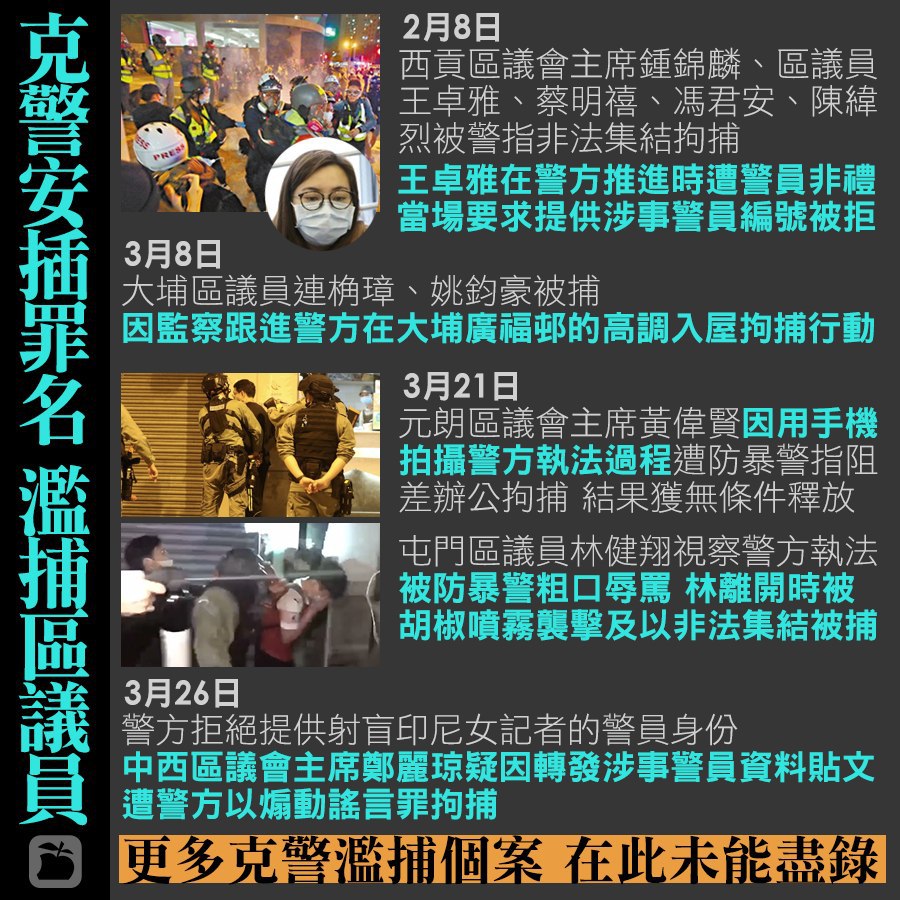 克警安插罪名 濫捕區議員
2月8日
西貢區議會主席鍾錦麟、區議員
王卓雅、蔡明禧、馮君安、陳緯
烈被警指非法集結拘捕
王卓雅在警方推進時遭警員非禮
當場要求提供涉事警員編號被拒
PRESS
3月8日
大埔區議員連桷璋、姚鈞豪被捕
因監察跟進警方在大埔廣福邨的高調入屋拘捕行動
3月21日
元朗區議會主席黃偉賢因用手機
拍攝警方執法過程遭防暴警指阻
差辦公拘捕 結果獲無條件釋放
屯門區議員林健翔視察警方執法
被防暴警粗口辱罵 林離開時被
胡椒噴霧襲擊及以非法集結被捕
3月26日
警方拒絕提供射盲印尼女記者的警員身份
中西區議會主席鄭麗琼疑因轉發涉事警員資料貼文
遭警方以煽動謠言罪拘捕
更多克警濫捕個案 在此未能盡錄